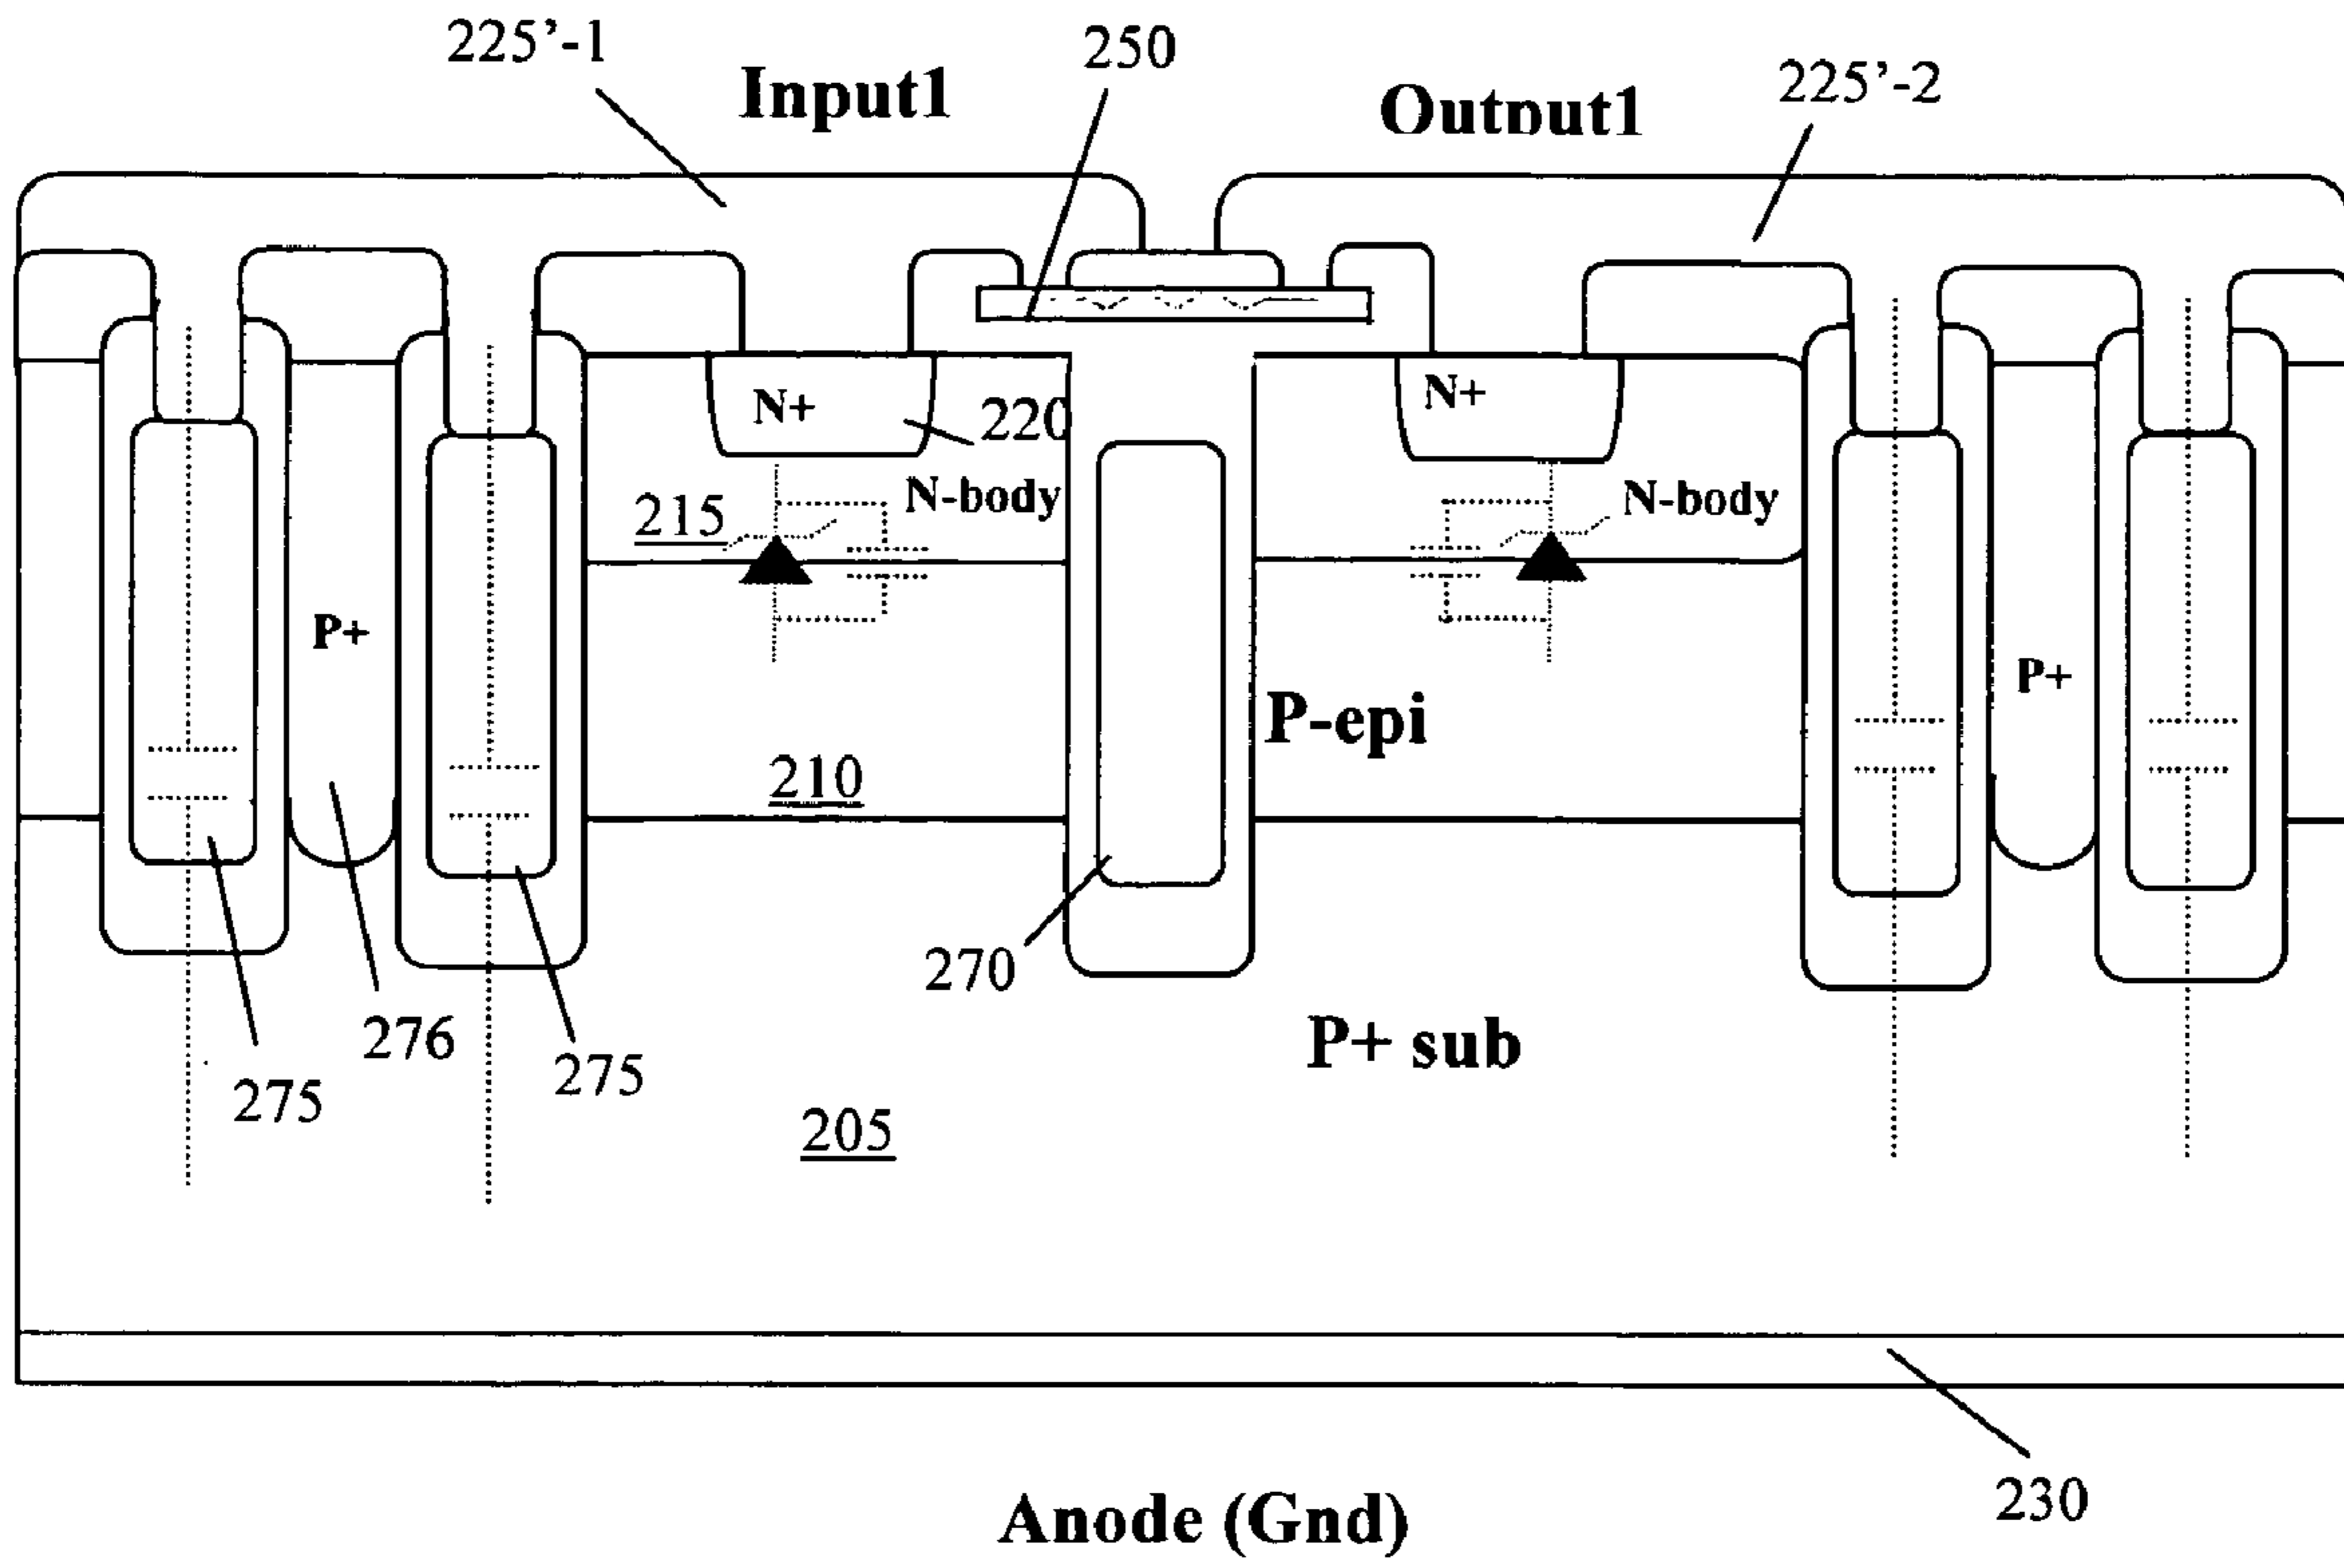 225’-1
250
225’-2
Input1
Output1
N+
220
N+
215
N-body
N-body
P+
P-epi
P+
210
270
276
275
275
P+ sub
205
230
Anode (Gnd)